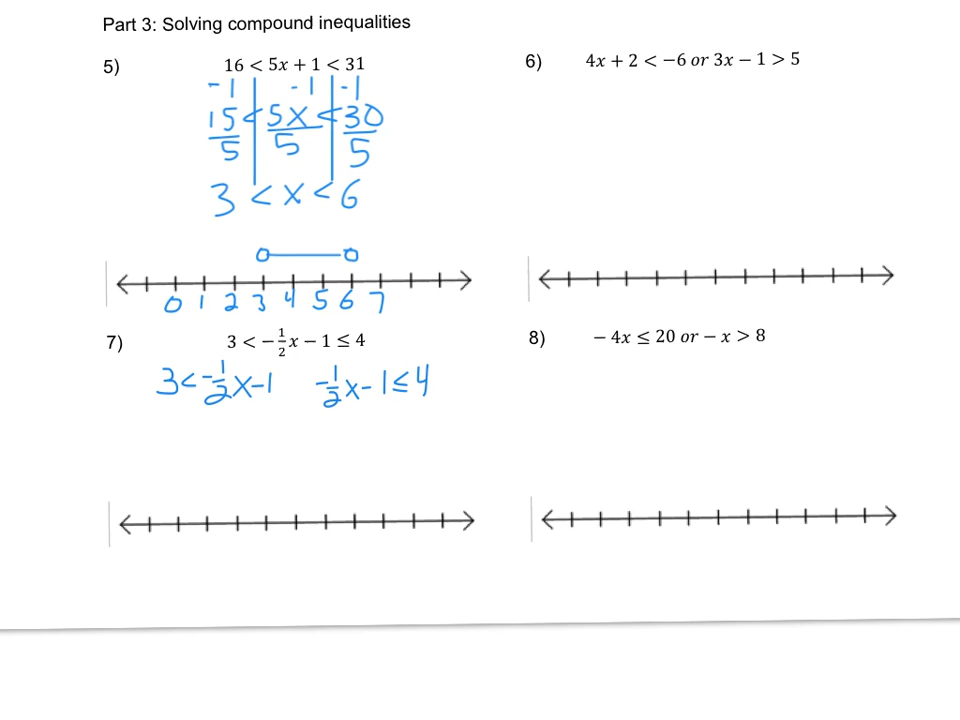 Part 3: Solving compound inequalities
5) 16 < 5x + 1 < 31
-1 | -1 | -1
15/5 < 5x/5 < 30/5
3 < x < 6
0 1 2 3 4 5 6 7
6) 4x + 2 < −6 or 3x − 1 > 5
7) 3 < −1/2x − 1 ≤ 4
3 < -1/2x - 1 -1/2x - 1 ≤ 4
8) − 4x ≤ 20 or − x > 8